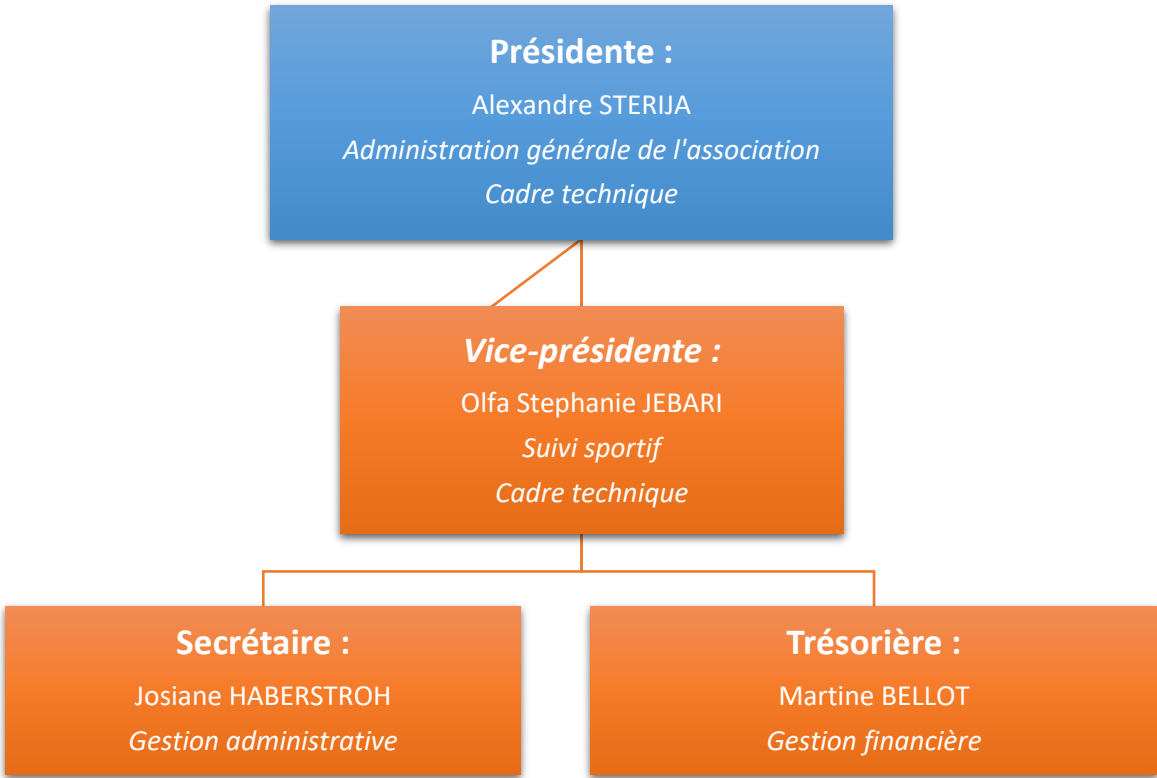 Présidente :
Alexandre STERIJA
Administration générale de l'association
Cadre technique
Vice-présidente :
Olfa Stephanie JEBARI
Suivi sportif
Cadre technique
Secrétaire :
Josiane HABERSTROH
Gestion administrative
Trésorière :
Martine BELLOT
Gestion financière